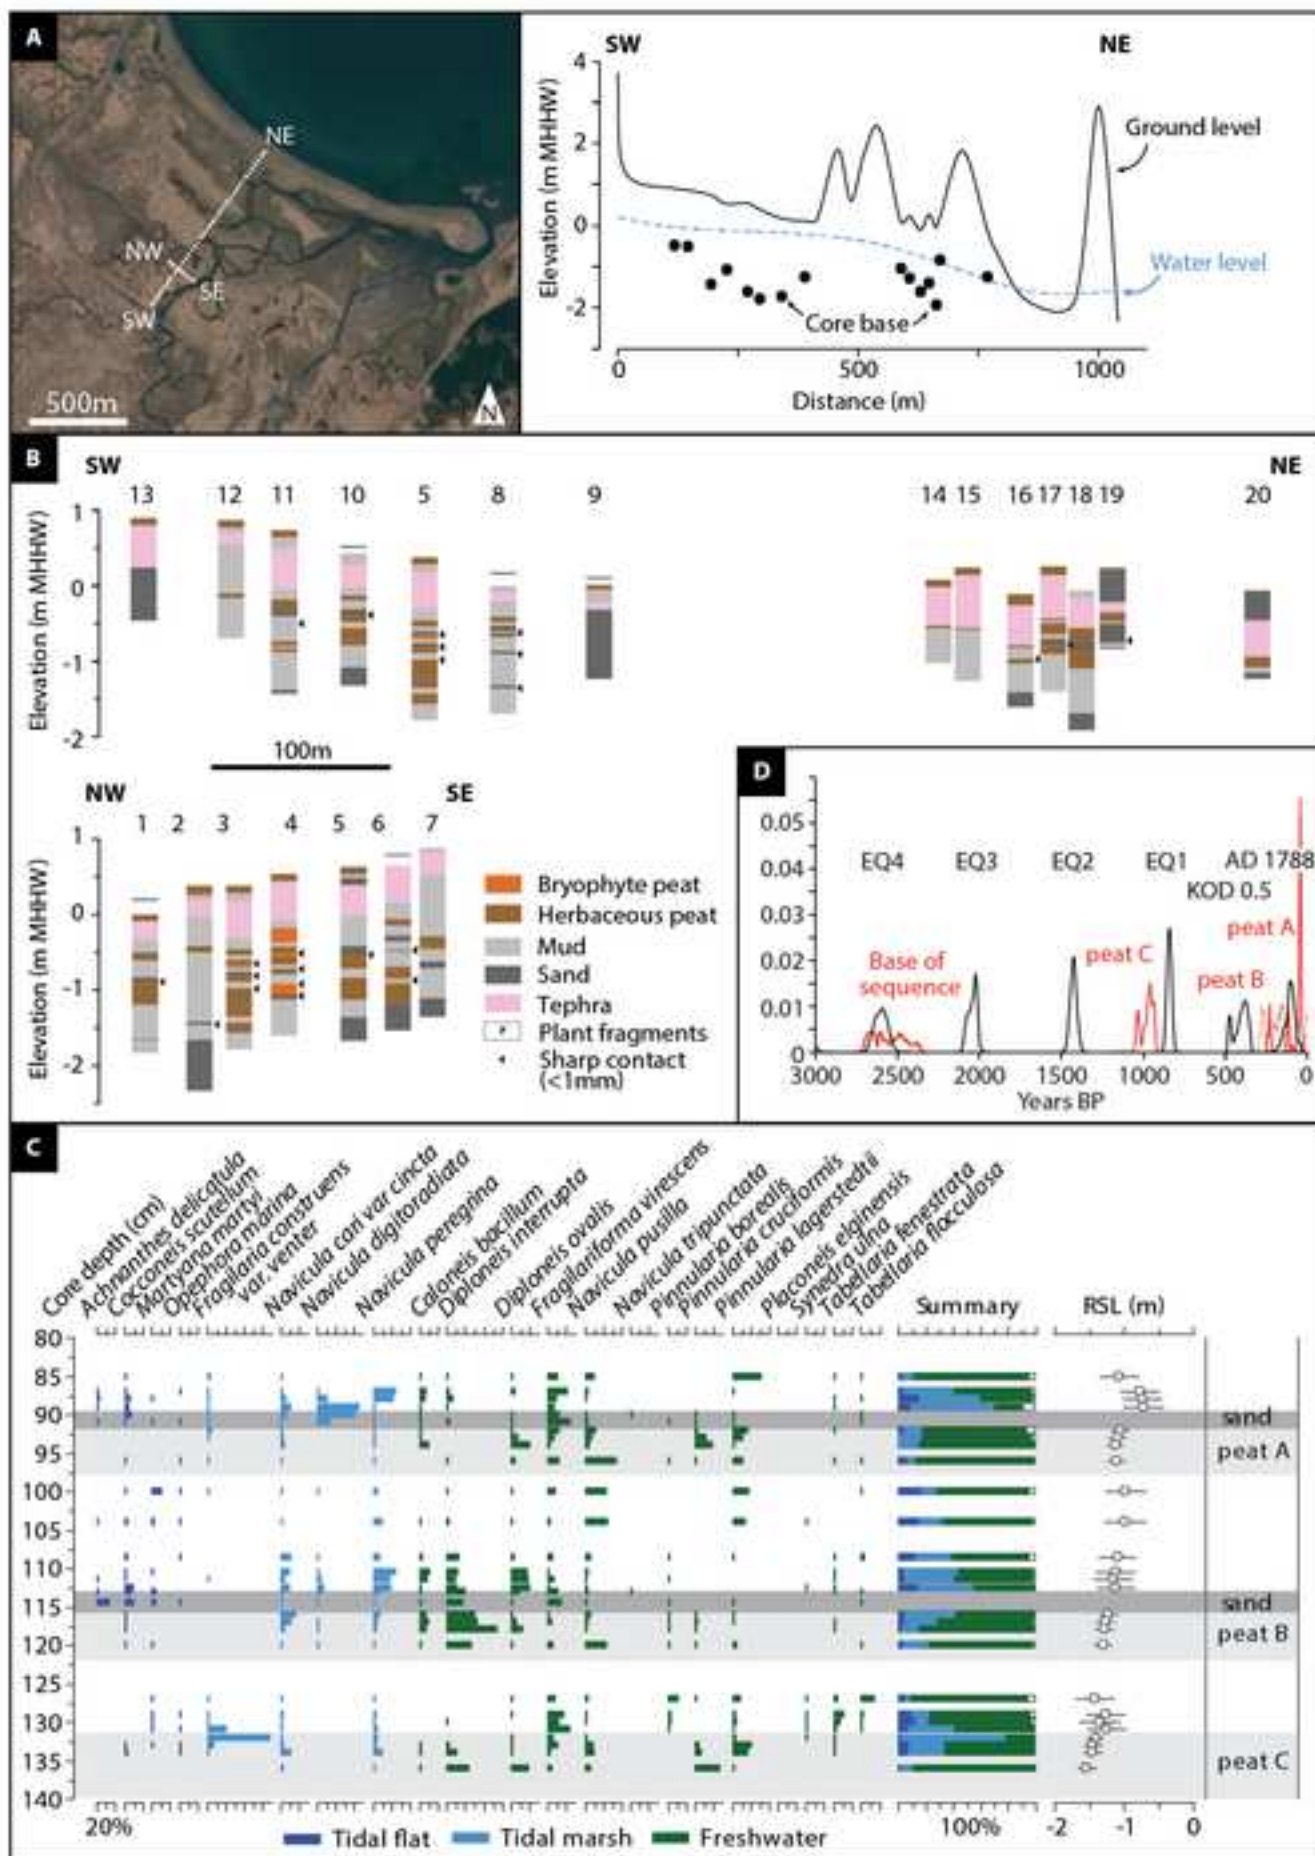 A
NE
NW
SE
SW
500m
N
SW
NE
Elevation (m MHHW)
4
2
0
-2
Ground level
Water level
Core base
0
500
1000
Distance (m)
B
SW
NE
13
12
11
10
5
8
9
14
15
16
17
18
19
20
Elevation (m MHHW)
1
0
-1
-2
100m
NW
SE
1
2
3
4
5
6
7
Elevation (m MHHW)
1
0
-1
-2
Bryophyte peat
Herbaceous peat
Mud
Sand
Tephra
Plant fragments
Sharp contact
(<1mm)
D
0.05
0.04
0.03
0.02
0.01
0
EQ4
EQ3
EQ2
EQ1
AD 1788
KOD 0.5
peat A
peat C
peat B
Base of
sequence
3000
2500
2000
1500
1000
500
0
Years BP
C
Core depth (cm)
Achnanthes delicatula
Cocconeis scutellum
Martyana martyi
Opephora marina
Fragilaria construens
var. venter
Navicula cari var cincta
Navicula digitoradiata
Navicula peregrina
Caloneis bacillum
Diploneis interrupta
Diploneis ovalis
Fragilariforma virescens
Navicula pusilla
Navicula tripunctata
Pinnularia borealis
Pinnularia cruciformis
Pinnularia lagerstedtii
Placoneis elginensis
Synedra ulna
Tabellaria fenestrata
Tabellaria flocculosa
Summary
RSL (m)
80
85
90
95
100
105
110
115
120
125
130
135
140
sand
peat A
sand
peat B
peat C
20%
Tidal flat
Tidal marsh
Freshwater
100%
-2
-1
0